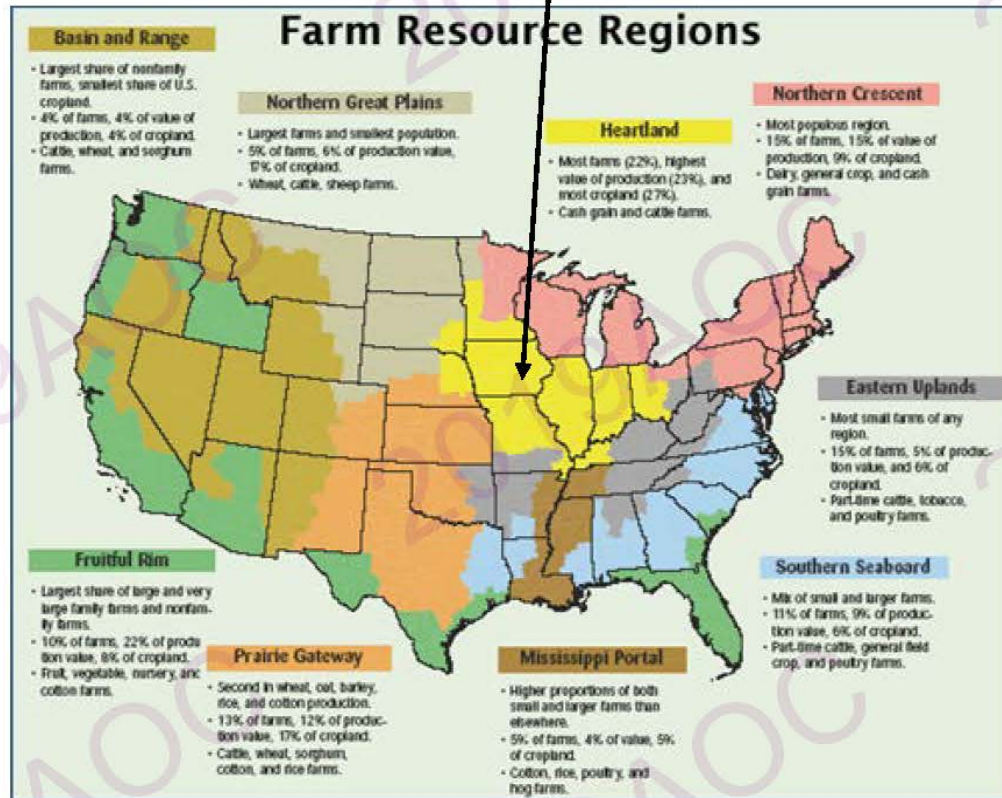 Farm Resource Regions
Basin and Range
• Largest share of nonfamily
farms, smallest share of U.S.
cropland.
• 4% of farms, 4% of value of
production, 4% of cropland.
• Cattle, wheat, and sorghum
farms.
Northern Great Plains
• Largest farms and smallest population.
• 5% of farms, 6% of production value,
17% of cropland.
• Wheat, cattle, sheep farms.
Heartland
• Most farms (22%), highest
value of production (23%), and
most cropland (27%).
• Cash grain and cattle farms.
Northern Crescent
• Most populous region.
• 15% of farms, 15% of value of
production, 9% of cropland.
• Dairy, general crop, and cash
grain farms.
Eastern Uplands
• Most small farms of any
region.
• 15% of farms, 5% of produc-
tion value, and 6% of
cropland.
• Part-time cattle, tobacco,
and poultry farms.
Fruitful Rim
• Largest share of large and very
large family farms and nonfam-
ily farms.
• 10% of farms, 22% of produ
tion value, 8% of cropland.
• Fruit, vegetable, nursery, and
cotton farms.
Prairie Gateway
• Second in wheat, oat, barley,
rice, and cotton production.
• 13% of farms, 12% of produc-
tion value, 17% of cropland.
• Cattle, wheat, sorghum,
cotton, and rice farms.
Mississippi Portal
• Higher proportions of both
small and larger farms than
elsewhere.
• 5% of farms, 4% of value, 5%
of cropland.
• Cotton, rice, poultry, and
hog farms.
Southern Seaboard
• Mix of small and larger farms.
• 11% of farms, 9% of produc-
tion value, 6% of cropland.
• Part-time cattle, general field
crop, and poultry farms.
2019AOC
9AOC
AOC
AOC